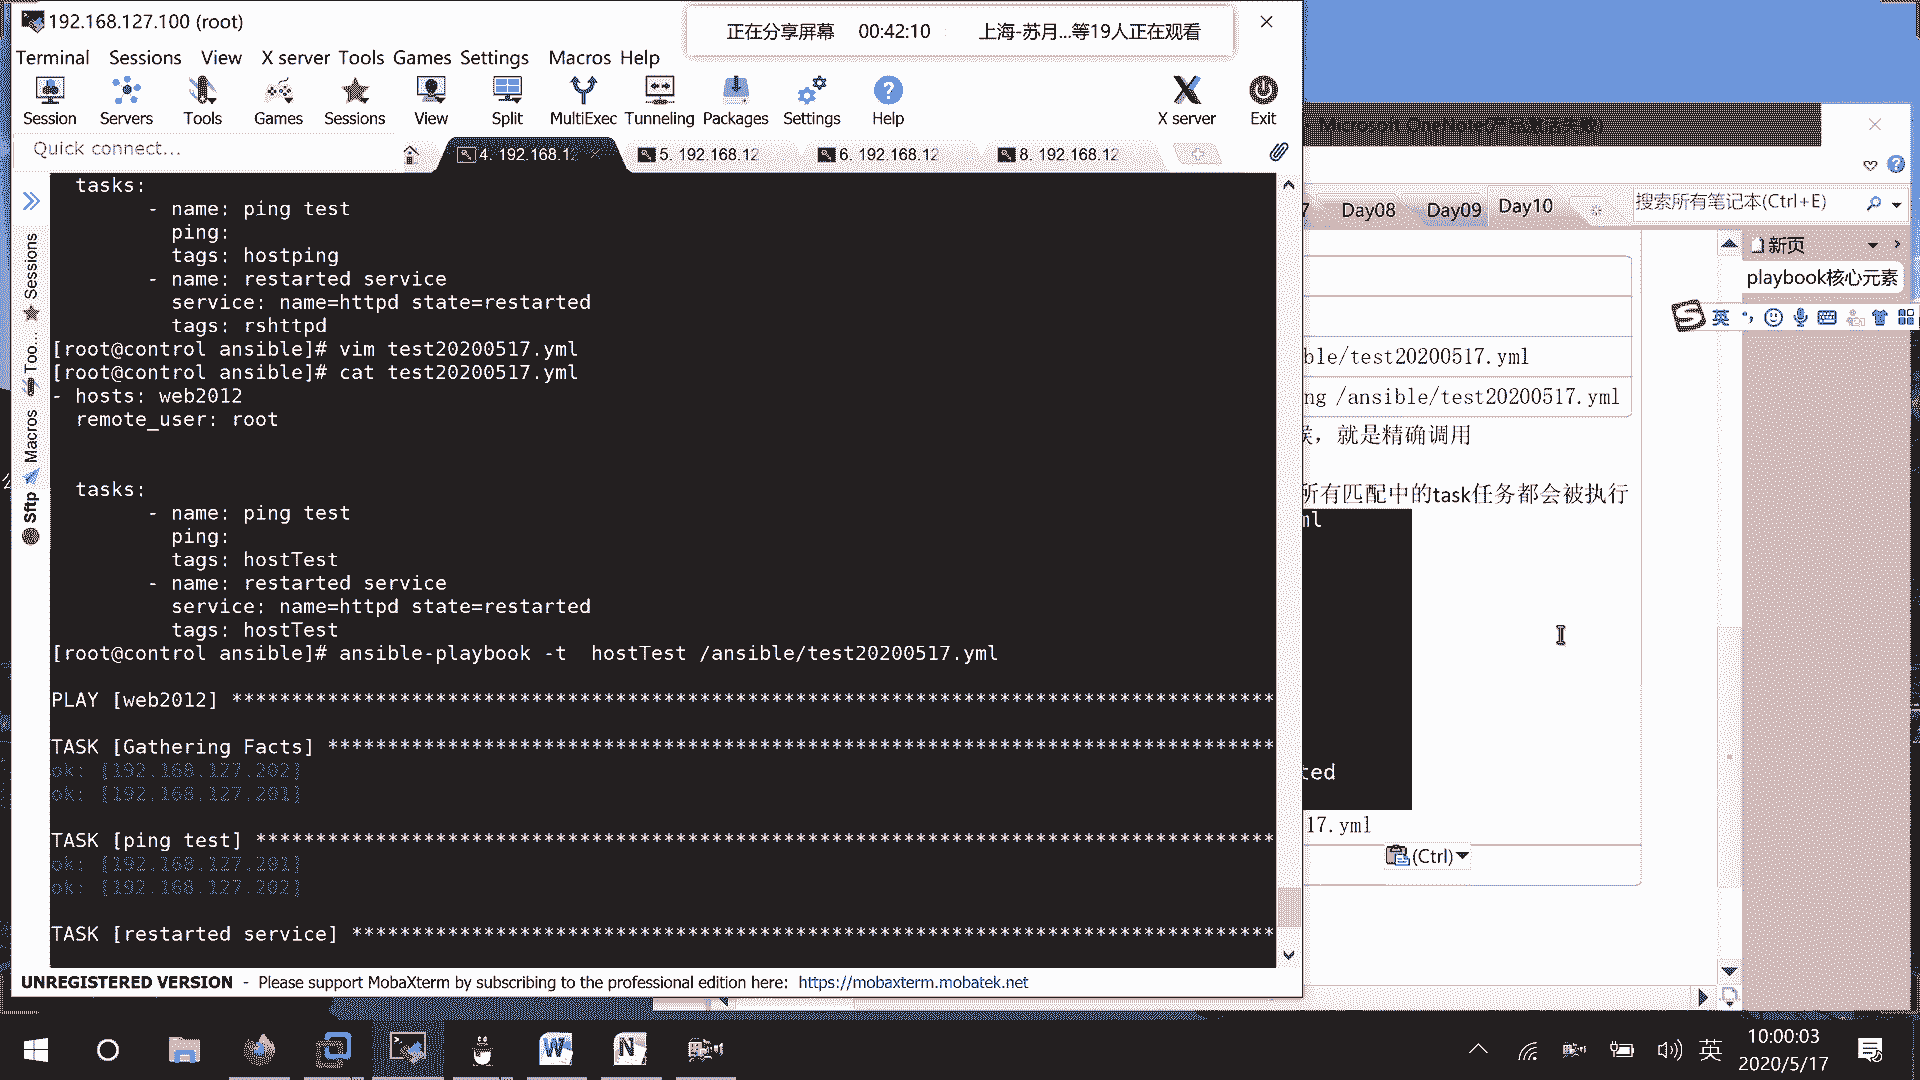 192.168.127.100 (root)
正在分享屏幕 00:42:10 上海-苏月...等19人正在观看
Terminal Sessions View X server Tools Games Settings Macros Help
Session Servers Tools Games Sessions View Split MultiExec Tunneling Packages Settings Help X server Exit
Quick connect...
4. 192.168.12
5. 192.168.12
6. 192.168.12
8. 192.168.12
Sessions
Too...
Macros
Sftp
tasks:
- name: ping test
ping:
tags: hostping
- name: restarted service
service: name=httpd state=restarted
tags: rshttpd
[root@control ansible]# vim test20200517.yml
[root@control ansible]# cat test20200517.yml
- hosts: web2012
remote_user: root
tasks:
- name: ping test
ping:
tags: hostTest
- name: restarted service
service: name=httpd state=restarted
tags: hostTest
[root@control ansible]# ansible-playbook -t  hostTest /ansible/test20200517.yml
PLAY [web2012] ***************************************************************************************
TASK [Gathering Facts] *******************************************************************************
ok: [192.168.127.202]
ok: [192.168.127.201]
TASK [ping test] *************************************************************************************
ok: [192.168.127.201]
ok: [192.168.127.202]
TASK [restarted service] *****************************************************************************
UNREGISTERED VERSION - Please support MobaXterm by subscribing to the professional edition here: https://mobaxterm.mobatek.net
Microsoft OneNote
7 Day08 Day09 Day10
搜索所有笔记本(Ctrl+E)
新页
playbook核心元素
英
ble/test20200517.yml
ng /ansible/test20200517.yml
，就是精确调用
所有匹配中的task任务都会被执行
ml
ted
17.yml
(Ctrl)
英
10:00:03
2020/5/17